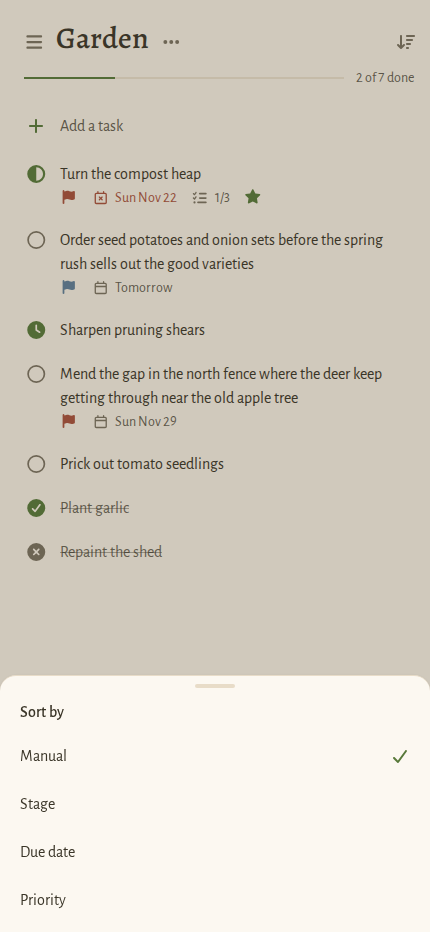 Garden
2 of 7 done
Add a task
Turn the compost heap
Sun Nov 22 1/3
Order seed potatoes and onion sets before the spring
rush sells out the good varieties
Tomorrow
Sharpen pruning shears
Mend the gap in the north fence where the deer keep
getting through near the old apple tree
Sun Nov 29
Prick out tomato seedlings
Plant garlic
Repaint the shed
Sort by
Manual
Stage
Due date
Priority